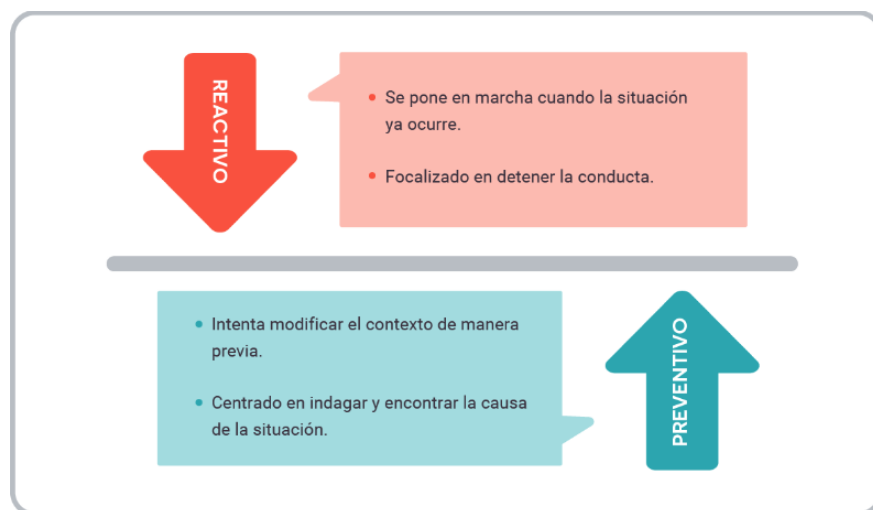 REACTIVO
• Se pone en marcha cuando la situación
ya ocurre.
• Focalizado en detener la conducta.
• Intenta modificar el contexto de manera
previa.
• Centrado en indagar y encontrar la causa
de la situación.
PREVENTIVO